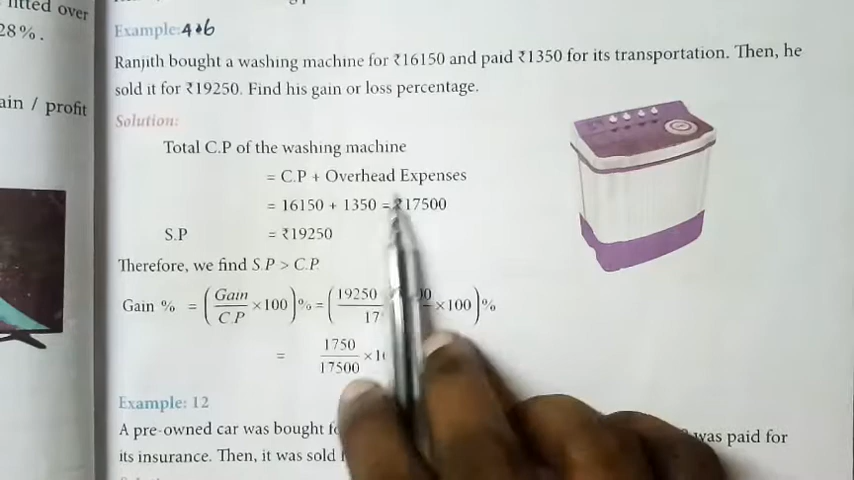 fitted over
28%.
ain / profit
Example: 4.6
Ranjith bought a washing machine for ₹16150 and paid ₹1350 for its transportation. Then, he
sold it for ₹19250. Find his gain or loss percentage.
Solution:
Total C.P of the washing machine
= C.P + Overhead Expenses
= 16150 + 1350 = ₹17500
S.P = ₹19250
Therefore, we find S.P > C.P.
Gain % = (Gain/C.P ×100)% = (19250 00/17 ×100)%
= 1750/17500 ×1
Example: 12
A pre-owned car was bought f was paid for
its insurance. Then, it was sold